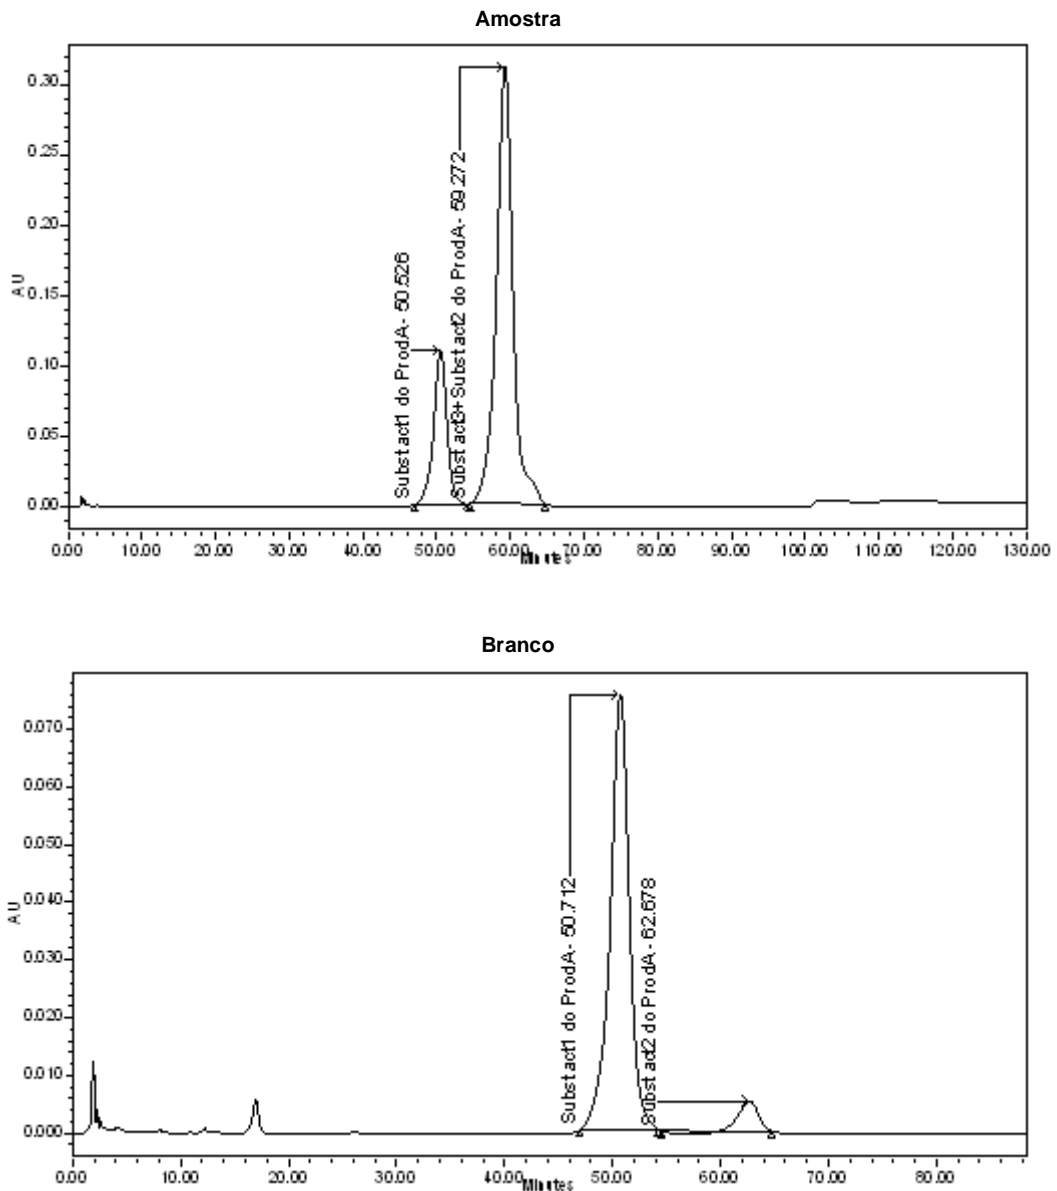 Amostra
0.30
0.25
0.20
0.15
0.10
0.05
0.00
AU
Subst act1 do ProdA - 50.526
Subst act3+Subst act2 do ProdA - 59.272
0.00 10.00 20.00 30.00 40.00 50.00 60.00 70.00 80.00 90.00 100.00 110.00 120.00 130.00
Minutes
Branco
0.070
0.060
0.050
0.040
0.030
0.020
0.010
0.000
AU
Subst act1 do ProdA - 50.712
Subst act2 do ProdA - 62.678
0.00 10.00 20.00 30.00 40.00 50.00 60.00 70.00 80.00
Minutes